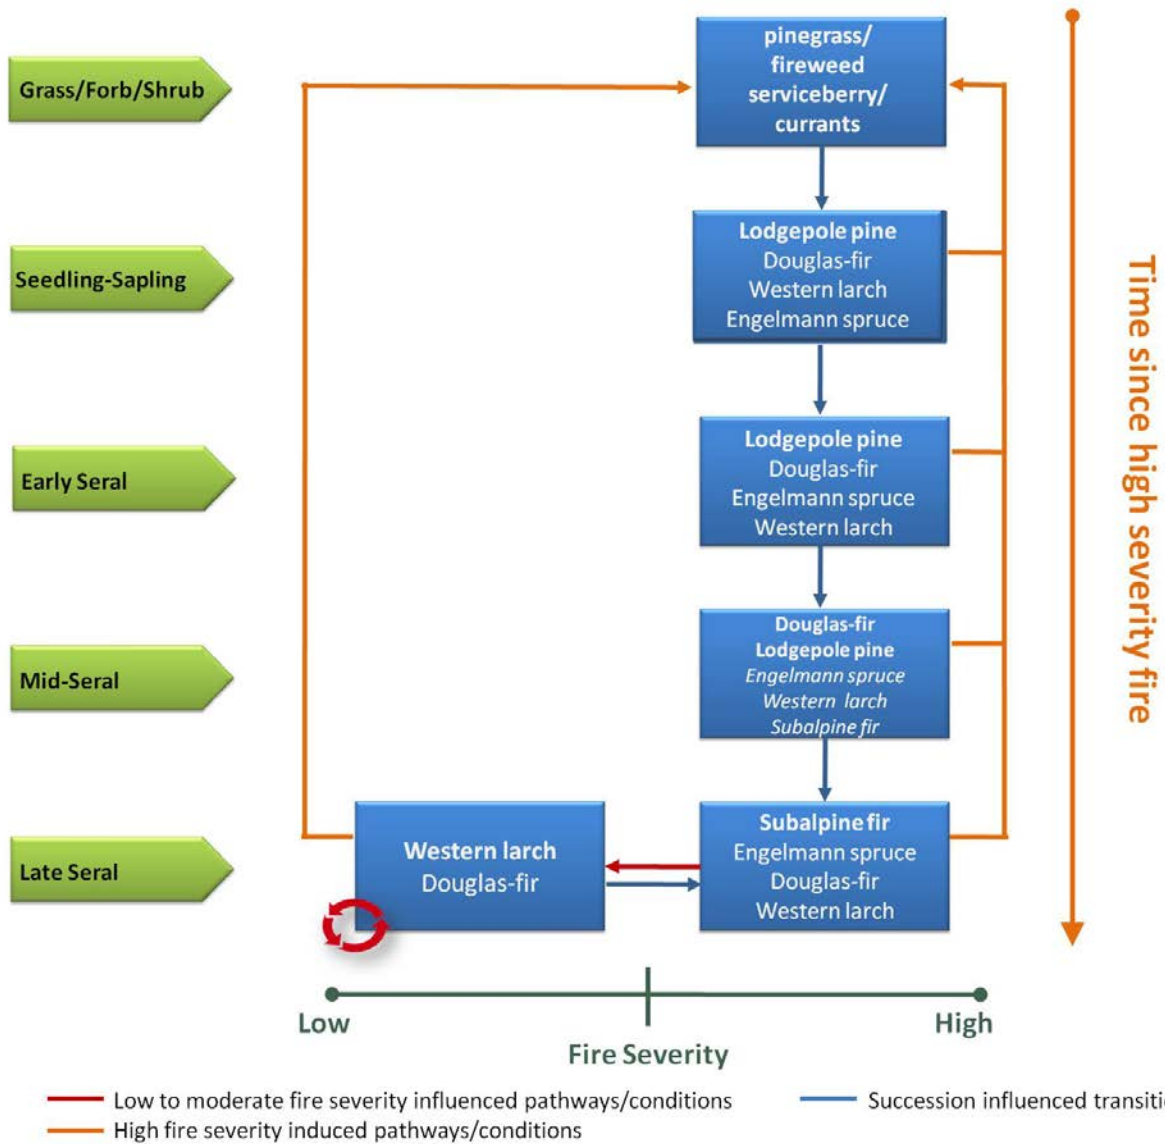 Grass/Forb/Shrub
pinegrass/
fireweed
serviceberry/
currants
Seedling-Sapling
Lodgepole pine
Douglas-fir
Western larch
Engelmann spruce
Early Seral
Lodgepole pine
Douglas-fir
Engelmann spruce
Western larch
Mid-Seral
Douglas-fir
Lodgepole pine
Engelmann spruce
Western larch
Subalpine fir
Late Seral
Western larch
Douglas-fir
Subalpine fir
Engelmann spruce
Douglas-fir
Western larch
Time since high severity fire
Low
High
Fire Severity
Low to moderate fire severity influenced pathways/conditions
Succession influenced transiti
High fire severity induced pathways/conditions